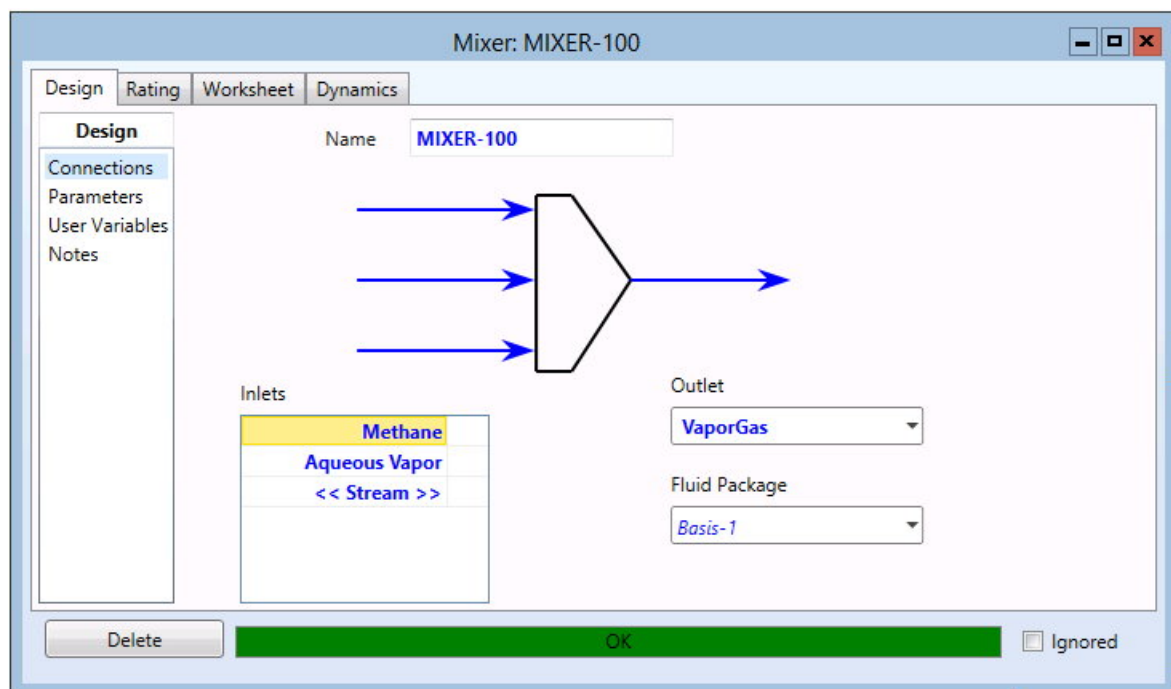 Mixer: MIXER-100
Design Rating Worksheet Dynamics
Design
Connections
Parameters
User Variables
Notes
Name MIXER-100
Inlets
Methane
Aqueous Vapor
<< Stream >>
Outlet
VaporGas
Fluid Package
Basis-1
Delete OK Ignored